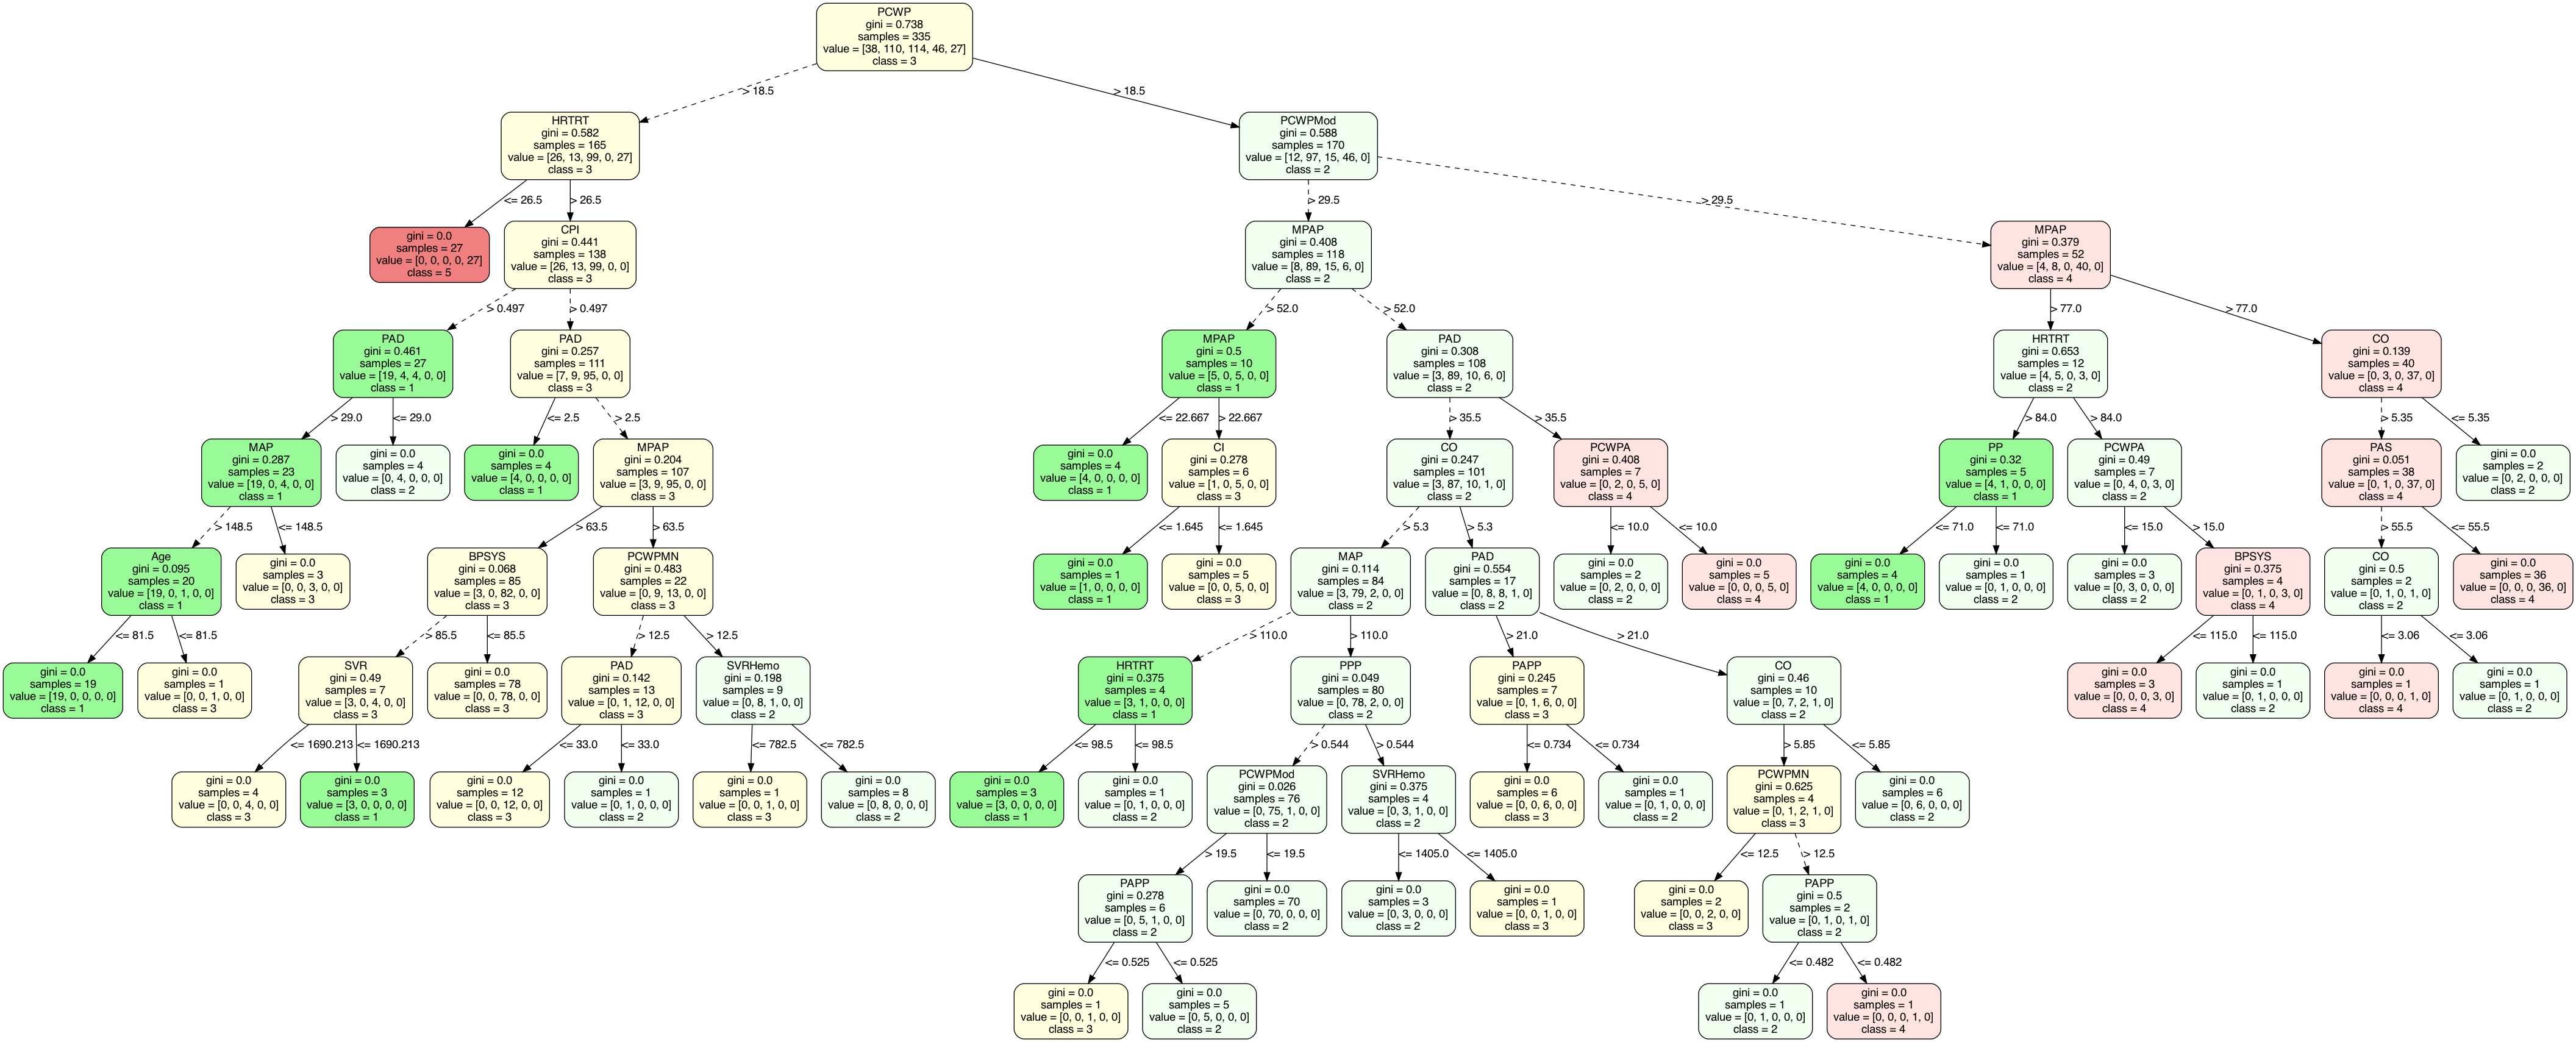 PCWP
gini = 0.738
samples = 335
value = [38, 110, 114, 46, 27]
class = 3
> 18.5
> 18.5
HRTRT
gini = 0.582
samples = 165
value = [26, 13, 99, 0, 27]
class = 3
PCWPMod
gini = 0.588
samples = 170
value = [12, 97, 15, 46, 0]
class = 2
<= 26.5
> 26.5
> 29.5
> 29.5
gini = 0.0
samples = 27
value = [0, 0, 0, 0, 27]
class = 5
CPI
gini = 0.441
samples = 138
value = [26, 13, 99, 0, 0]
class = 3
MPAP
gini = 0.408
samples = 118
value = [8, 89, 15, 6, 0]
class = 2
MPAP
gini = 0.379
samples = 52
value = [4, 8, 0, 40, 0]
class = 4
> 0.497
> 0.497
> 52.0
> 52.0
> 77.0
> 77.0
PAD
gini = 0.461
samples = 27
value = [19, 4, 4, 0, 0]
class = 1
PAD
gini = 0.257
samples = 111
value = [7, 9, 95, 0, 0]
class = 3
MPAP
gini = 0.5
samples = 10
value = [5, 0, 5, 0, 0]
class = 1
PAD
gini = 0.308
samples = 108
value = [3, 89, 10, 6, 0]
class = 2
HRTRT
gini = 0.653
samples = 12
value = [4, 5, 0, 3, 0]
class = 2
CO
gini = 0.139
samples = 40
value = [0, 3, 0, 37, 0]
class = 4
> 29.0
<= 29.0
<= 2.5
> 2.5
<= 22.667
> 22.667
> 35.5
> 35.5
> 84.0
> 84.0
> 5.35
<= 5.35
MAP
gini = 0.287
samples = 23
value = [19, 0, 4, 0, 0]
class = 1
gini = 0.0
samples = 4
value = [0, 4, 0, 0, 0]
class = 2
gini = 0.0
samples = 4
value = [4, 0, 0, 0, 0]
class = 1
MPAP
gini = 0.204
samples = 107
value = [3, 9, 95, 0, 0]
class = 3
gini = 0.0
samples = 4
value = [4, 0, 0, 0, 0]
class = 1
CI
gini = 0.278
samples = 6
value = [1, 0, 5, 0, 0]
class = 3
CO
gini = 0.247
samples = 101
value = [3, 87, 10, 1, 0]
class = 2
PCWPA
gini = 0.408
samples = 7
value = [0, 2, 0, 5, 0]
class = 4
PP
gini = 0.32
samples = 5
value = [4, 1, 0, 0, 0]
class = 1
PCWPA
gini = 0.49
samples = 7
value = [0, 4, 0, 3, 0]
class = 2
PAS
gini = 0.051
samples = 38
value = [0, 1, 0, 37, 0]
class = 4
gini = 0.0
samples = 2
value = [0, 2, 0, 0, 0]
class = 2
> 148.5
<= 148.5
> 63.5
> 63.5
<= 1.645
<= 1.645
> 5.3
> 5.3
<= 10.0
<= 10.0
<= 71.0
<= 71.0
<= 15.0
> 15.0
> 55.5
<= 55.5
Age
gini = 0.095
samples = 20
value = [19, 0, 1, 0, 0]
class = 1
gini = 0.0
samples = 3
value = [0, 0, 3, 0, 0]
class = 3
BPSYS
gini = 0.068
samples = 85
value = [3, 0, 82, 0, 0]
class = 3
PCWPMN
gini = 0.483
samples = 22
value = [0, 9, 13, 0, 0]
class = 3
gini = 0.0
samples = 1
value = [1, 0, 0, 0, 0]
class = 1
gini = 0.0
samples = 5
value = [0, 0, 5, 0, 0]
class = 3
MAP
gini = 0.114
samples = 84
value = [3, 79, 2, 0, 0]
class = 2
PAD
gini = 0.554
samples = 17
value = [0, 8, 8, 1, 0]
class = 2
gini = 0.0
samples = 2
value = [0, 2, 0, 0, 0]
class = 2
gini = 0.0
samples = 5
value = [0, 0, 0, 5, 0]
class = 4
gini = 0.0
samples = 4
value = [4, 0, 0, 0, 0]
class = 1
gini = 0.0
samples = 1
value = [0, 1, 0, 0, 0]
class = 2
gini = 0.0
samples = 3
value = [0, 3, 0, 0, 0]
class = 2
BPSYS
gini = 0.375
samples = 4
value = [0, 1, 0, 3, 0]
class = 4
CO
gini = 0.5
samples = 2
value = [0, 1, 0, 1, 0]
class = 2
gini = 0.0
samples = 36
value = [0, 0, 0, 36, 0]
class = 4
<= 81.5
<= 81.5
> 85.5
<= 85.5
> 12.5
> 12.5
> 110.0
> 110.0
> 21.0
> 21.0
<= 115.0
<= 115.0
<= 3.06
<= 3.06
gini = 0.0
samples = 19
value = [19, 0, 0, 0, 0]
class = 1
gini = 0.0
samples = 1
value = [0, 0, 1, 0, 0]
class = 3
SVR
gini = 0.49
samples = 7
value = [3, 0, 4, 0, 0]
class = 3
gini = 0.0
samples = 78
value = [0, 0, 78, 0, 0]
class = 3
PAD
gini = 0.142
samples = 13
value = [0, 1, 12, 0, 0]
class = 3
SVRHemo
gini = 0.198
samples = 9
value = [0, 8, 1, 0, 0]
class = 2
HRTRT
gini = 0.375
samples = 4
value = [3, 1, 0, 0, 0]
class = 1
PPP
gini = 0.049
samples = 80
value = [0, 78, 2, 0, 0]
class = 2
PAPP
gini = 0.245
samples = 7
value = [0, 1, 6, 0, 0]
class = 3
CO
gini = 0.46
samples = 10
value = [0, 7, 2, 1, 0]
class = 2
gini = 0.0
samples = 3
value = [0, 0, 0, 3, 0]
class = 4
gini = 0.0
samples = 1
value = [0, 1, 0, 0, 0]
class = 2
gini = 0.0
samples = 1
value = [0, 0, 0, 1, 0]
class = 4
gini = 0.0
samples = 1
value = [0, 1, 0, 0, 0]
class = 2
<= 1690.213
<= 1690.213
<= 33.0
<= 33.0
<= 782.5
<= 782.5
<= 98.5
<= 98.5
> 0.544
> 0.544
<= 0.734
<= 0.734
> 5.85
<= 5.85
gini = 0.0
samples = 4
value = [0, 0, 4, 0, 0]
class = 3
gini = 0.0
samples = 3
value = [3, 0, 0, 0, 0]
class = 1
gini = 0.0
samples = 12
value = [0, 0, 12, 0, 0]
class = 3
gini = 0.0
samples = 1
value = [0, 1, 0, 0, 0]
class = 2
gini = 0.0
samples = 1
value = [0, 0, 1, 0, 0]
class = 3
gini = 0.0
samples = 8
value = [0, 8, 0, 0, 0]
class = 2
gini = 0.0
samples = 3
value = [3, 0, 0, 0, 0]
class = 1
gini = 0.0
samples = 1
value = [0, 1, 0, 0, 0]
class = 2
PCWPMod
gini = 0.026
samples = 76
value = [0, 75, 1, 0, 0]
class = 2
SVRHemo
gini = 0.375
samples = 4
value = [0, 3, 1, 0, 0]
class = 2
gini = 0.0
samples = 6
value = [0, 0, 6, 0, 0]
class = 3
gini = 0.0
samples = 1
value = [0, 1, 0, 0, 0]
class = 2
PCWPMN
gini = 0.625
samples = 4
value = [0, 1, 2, 1, 0]
class = 3
gini = 0.0
samples = 6
value = [0, 6, 0, 0, 0]
class = 2
> 19.5
<= 19.5
<= 1405.0
<= 1405.0
<= 12.5
> 12.5
PAPP
gini = 0.278
samples = 6
value = [0, 5, 1, 0, 0]
class = 2
gini = 0.0
samples = 70
value = [0, 70, 0, 0, 0]
class = 2
gini = 0.0
samples = 3
value = [0, 3, 0, 0, 0]
class = 2
gini = 0.0
samples = 1
value = [0, 0, 1, 0, 0]
class = 3
gini = 0.0
samples = 2
value = [0, 0, 2, 0, 0]
class = 3
PAPP
gini = 0.5
samples = 2
value = [0, 1, 0, 1, 0]
class = 2
<= 0.525
<= 0.525
<= 0.482
<= 0.482
gini = 0.0
samples = 1
value = [0, 0, 1, 0, 0]
class = 3
gini = 0.0
samples = 5
value = [0, 5, 0, 0, 0]
class = 2
gini = 0.0
samples = 1
value = [0, 1, 0, 0, 0]
class = 2
gini = 0.0
samples = 1
value = [0, 0, 0, 1, 0]
class = 4